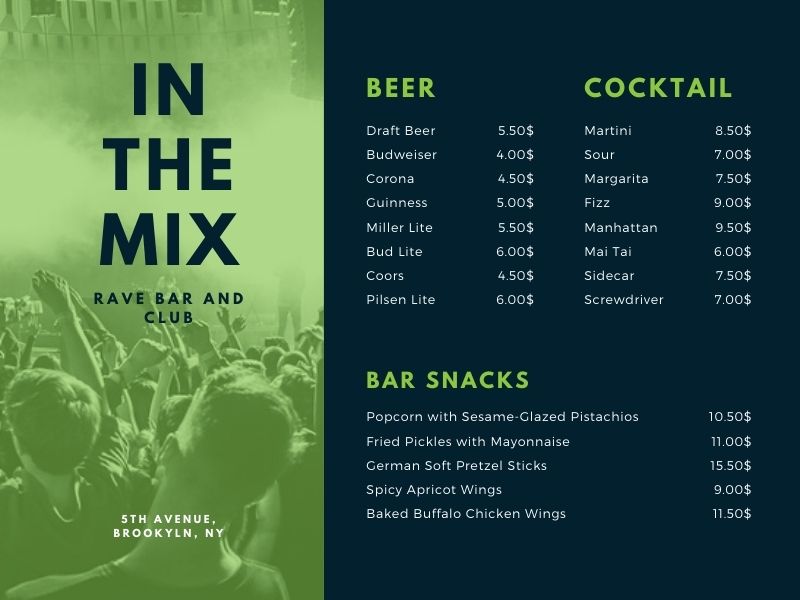 IN
THE
MIX
RAVE BAR AND
CLUB
5TH AVENUE,
BROOKYLN, NY
BEER
Draft Beer 5.50$
Budweiser 4.00$
Corona 4.50$
Guinness 5.00$
Miller Lite 5.50$
Bud Lite 6.00$
Coors 4.50$
Pilsen Lite 6.00$
COCKTAIL
Martini 8.50$
Sour 7.00$
Margarita 7.50$
Fizz 9.00$
Manhattan 9.50$
Mai Tai 6.00$
Sidecar 7.50$
Screwdriver 7.00$
BAR SNACKS
Popcorn with Sesame-Glazed Pistachios 10.50$
Fried Pickles with Mayonnaise 11.00$
German Soft Pretzel Sticks 15.50$
Spicy Apricot Wings 9.00$
Baked Buffalo Chicken Wings 11.50$